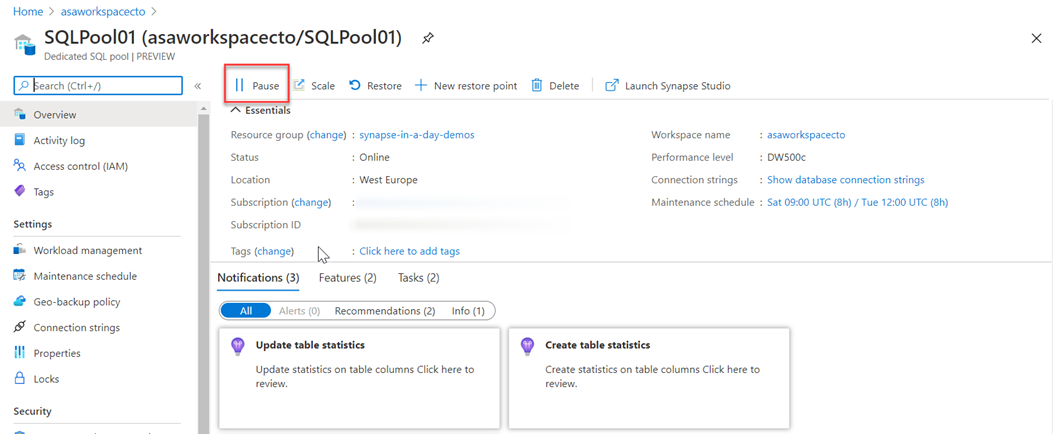 Home > asaworkspacecto >
SQLPool01 (asaworkspacecto/SQLPool01)
Dedicated SQL pool | PREVIEW
Search (Ctrl+/)
«
Pause Scale Restore New restore point Delete Launch Synapse Studio
Overview
Activity log
Access control (IAM)
Tags
Settings
Workload management
Maintenance schedule
Geo-backup policy
Connection strings
Properties
Locks
Security
Essentials
Resource group (change) : synapse-in-a-day-demos
Status : Online
Location : West Europe
Subscription (change) :
Subscription ID
Tags (change) : Click here to add tags
Workspace name : asaworkspacecto
Performance level : DW500c
Connection strings : Show database connection strings
Maintenance schedule : Sat 09:00 UTC (8h) / Tue 12:00 UTC (8h)
Notifications (3) Features (2) Tasks (2)
All Alerts (0) Recommendations (2) Info (1)
Update table statistics
Update statistics on table columns Click here to
review.
Create table statistics
Create statistics on table columns Click here to
review.